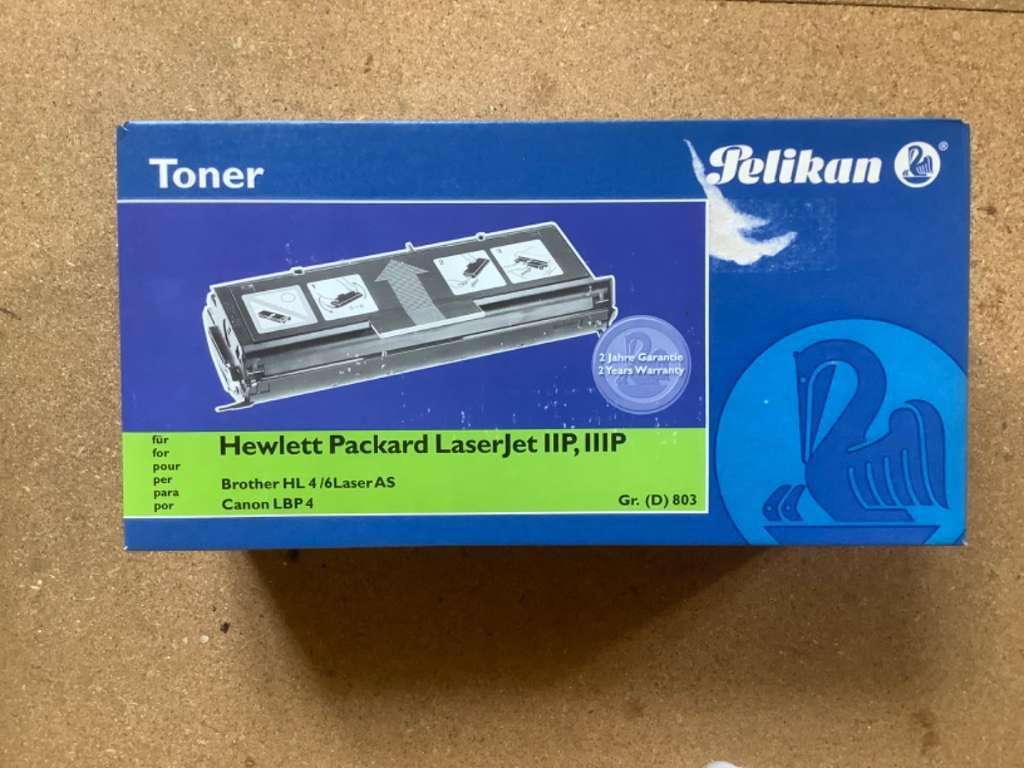 Toner
Pelikan ®
2 Jahre Garantie
2 Years Warranty
für
for
pour
per
para
por
Hewlett Packard LaserJet IIP, IIIP
Brother HL 4 /6Laser AS
Canon LBP 4
Gr. (D) 803